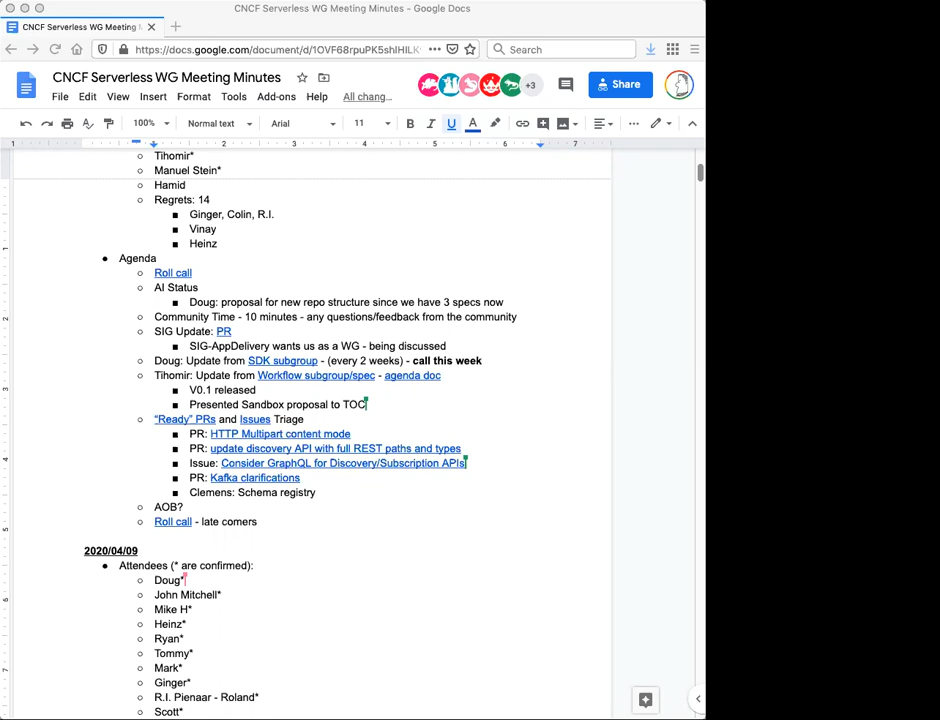 CNCF Serverless WG Meeting Minutes - Google Docs
CNCF Serverless WG Meeting
https://docs.google.com/document/d/1OVF68rpuPK5shIHILK
Search
CNCF Serverless WG Meeting Minutes
+3
Share
File Edit View Insert Format Tools Add-ons Help All chang...
100% Normal text Arial 11 B I U A
1 1 2 3 4 5 6 7
Tihomir*
Manuel Stein*
Hamid
Regrets: 14
Ginger, Colin, R.I.
Vinay
Heinz
Agenda
Roll call
AI Status
Doug: proposal for new repo structure since we have 3 specs now
Community Time - 10 minutes - any questions/feedback from the community
SIG Update: PR
SIG-AppDelivery wants us as a WG - being discussed
Doug: Update from SDK subgroup - (every 2 weeks) - call this week
Tihomir: Update from Workflow subgroup/spec - agenda doc
V0.1 released
Presented Sandbox proposal to TOC
“Ready” PRs and Issues Triage
PR: HTTP Multipart content mode
PR: update discovery API with full REST paths and types
Issue: Consider GraphQL for Discovery/Subscription APIs
PR: Kafka clarifications
Clemens: Schema registry
AOB?
Roll call - late comers
2020/04/09
Attendees (* are confirmed):
Doug*
John Mitchell*
Mike H*
Heinz*
Ryan*
Tommy*
Mark*
Ginger*
R.I. Pienaar - Roland*
Scott*